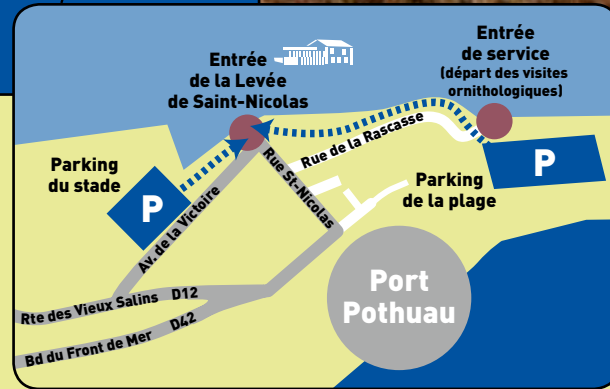 Entrée
de la Levée
de Saint-Nicolas
Entrée
de service
(départ des visites
ornithologiques)
Parking
du stade
P
Rue de la Rascasse
P
Parking
de la plage
Rue St-Nicolas
Av. de la Victoire
Port
Pothuau
Rte des Vieux Salins D12
Bd du Front de Mer D42